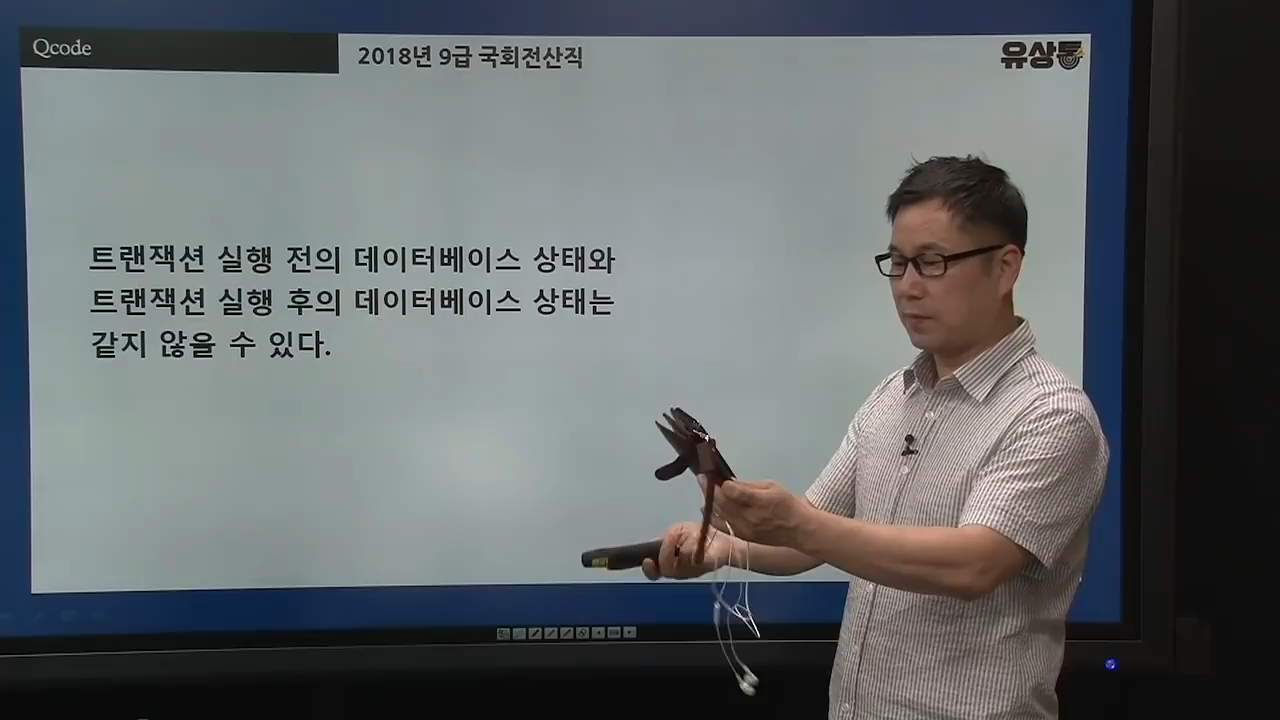 Qcode
2018년 9급 국회전산직
유상통
트랜잭션 실행 전의 데이터베이스 상태와
트랜잭션 실행 후의 데이터베이스 상태는
같지 않을 수 있다.